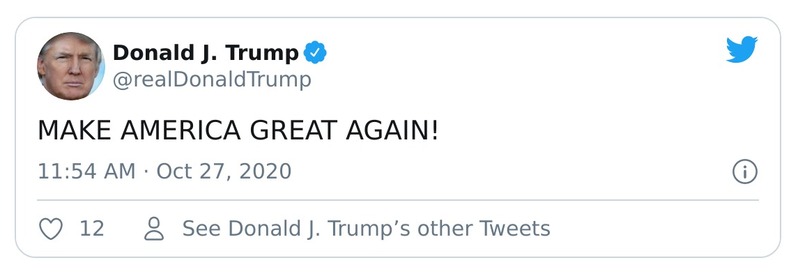 Donald J. Trump
@realDonaldTrump
MAKE AMERICA GREAT AGAIN!
11:54 AM · Oct 27, 2020
12 See Donald J. Trump’s other Tweets